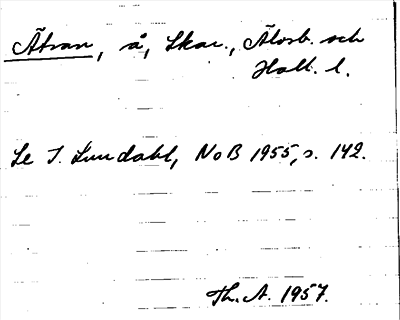 Ätran, å, Skar., Älvsb. och
Hall. l.
Se I. Lundahl, NoB 1955, s. 142.
Th. A. 1957.